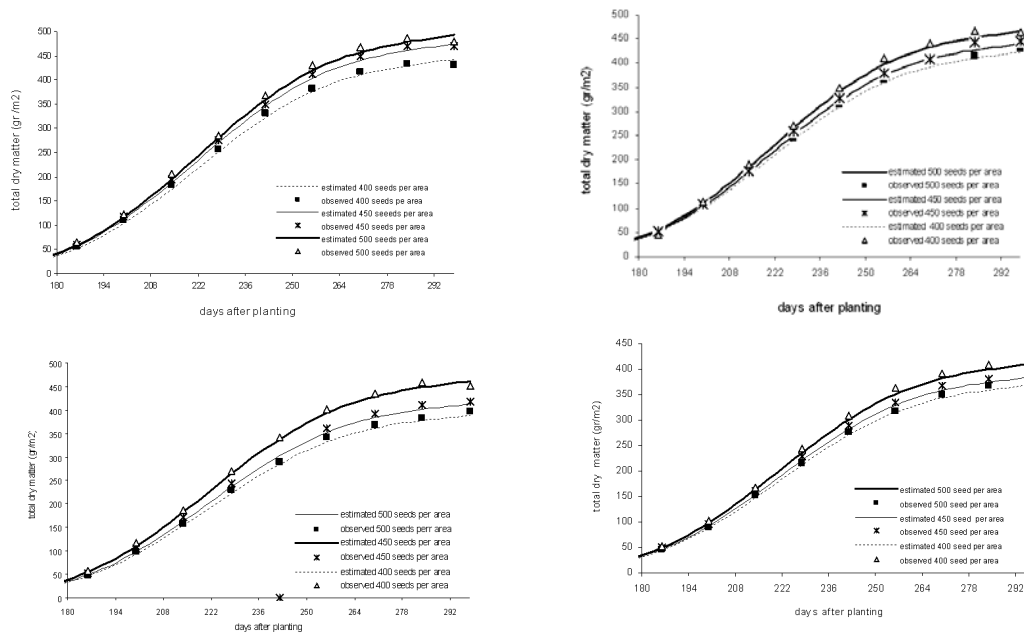 500
450
400
350
300
250
200
150
100
50
0
total dry matter (gr/m2)
estimated 400 seeds per area
observed 400 seeds pe area
estimated 450 seeds per area
observed 450 seeds per area
estimated 500 seeds per area
observed 500 seeds per area
180 194 208 222 236 250 264 278 292
days after planting
500
450
400
350
300
250
200
150
100
50
0
total dry matter (gr/m2)
estimated 500 seeds per area
observed 500 seeds per area
estimated 450 seeds per area
observed 450 seeds per area
estimated 400 seeds per area
observed 400 seeds per area
180 194 208 222 236 250 264 278 292
days after planting
500
450
400
350
300
250
200
150
100
50
0
total dry matter (gr/m2)
estimated 500 seeds per area
observed 500 seeds perr area
estimated 450 seeds per area
observed 450 seeds per area
estimated 400 seeds per area
observed 400 seeds per area
180 194 208 222 236 250 264 278 292
days after planting
450
400
350
300
250
200
150
100
50
0
total dry matter (gr/m2)
estimated 500 seed per area
observed 500 seed per area
estimated 450 seed per area
observed 450 seed per area
estimated 400 seed per area
observed 400 seed per area
180 194 208 222 236 250 264 278 292
days after planting